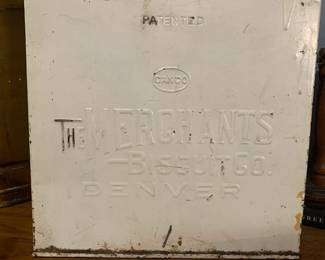 PATENTED
CANCO
THE MERCHANTS
BISCUIT CO.
DENVER